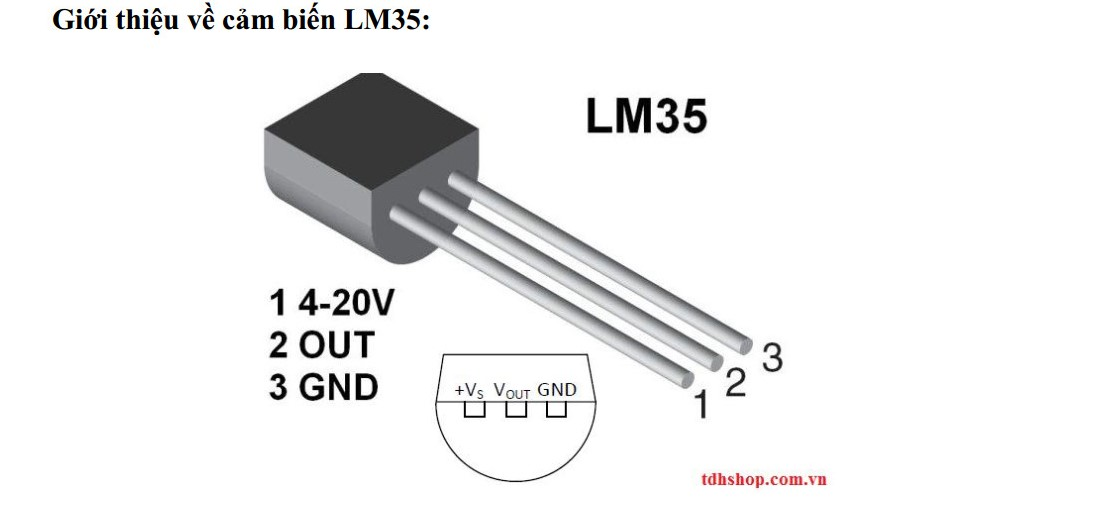 Giới thiệu về cảm biến LM35:
LM35
1 4-20V
2 OUT
3 GND
+VS VOUT GND
1
2
3
tdhshop.com.vn